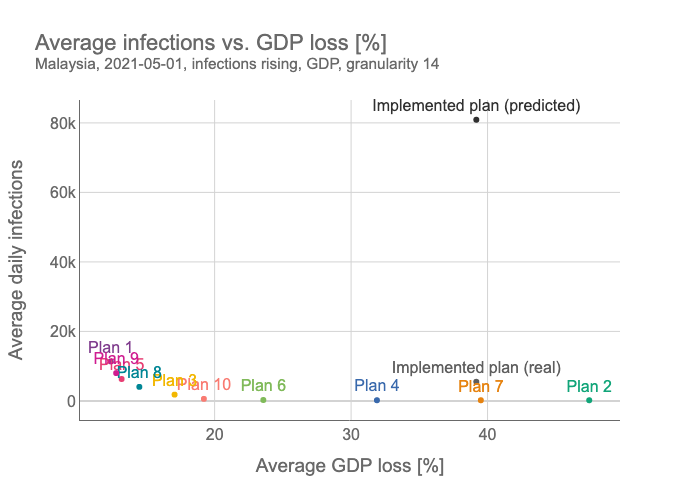 Average infections vs. GDP loss [%]
Malaysia, 2021-05-01, infections rising, GDP, granularity 14
Implemented plan (predicted)
80k
60k
40k
20k
0
Average daily infections
Plan 1
Plan 9
Plan 5
Plan 8
Plan 3
Plan 10
Plan 6
Plan 4
Implemented plan (real)
Plan 7
Plan 2
20
30
40
Average GDP loss [%]